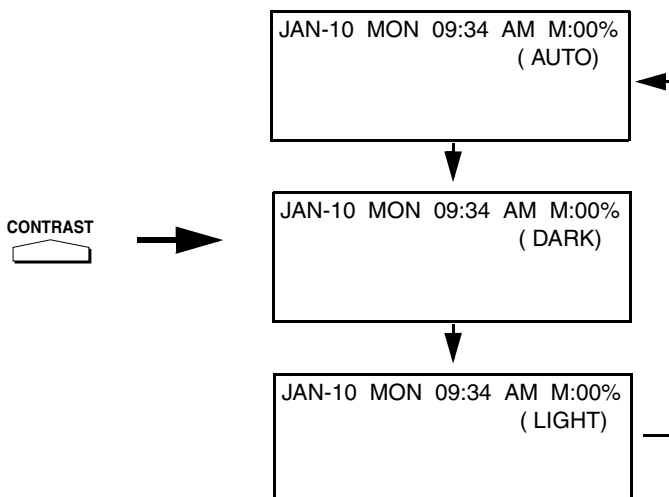 JAN-10 MON 09:34 AM M:00%
( AUTO)
CONTRAST
JAN-10 MON 09:34 AM M:00%
( DARK)
JAN-10 MON 09:34 AM M:00%
( LIGHT)